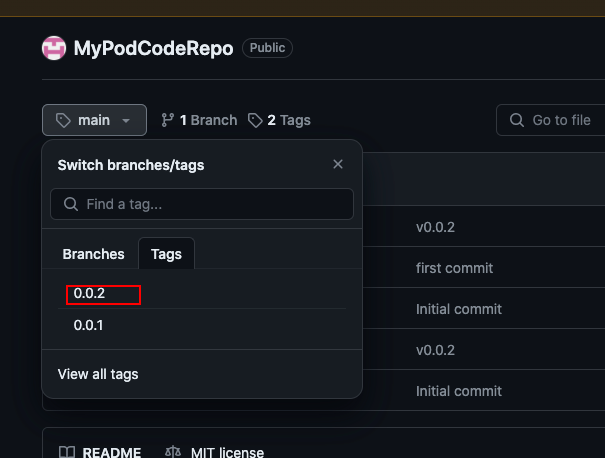 MyPodCodeRepo Public
main 1 Branch 2 Tags Go to file
Switch branches/tags
Find a tag...
Branches Tags
0.0.2
0.0.1
View all tags
v0.0.2
first commit
Initial commit
v0.0.2
Initial commit
README MIT license